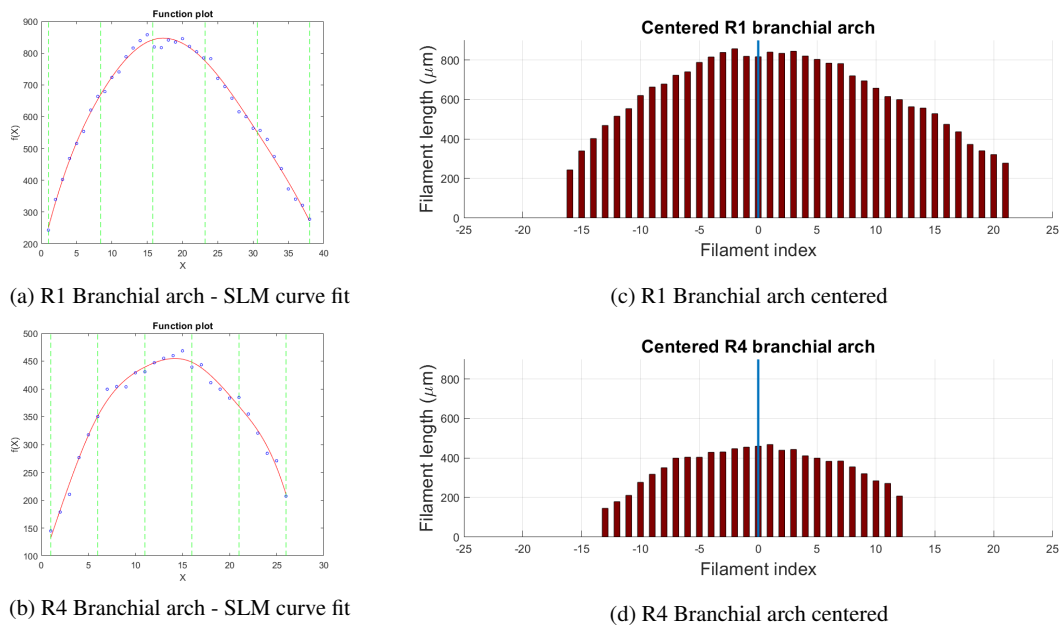 Function plot
900
800
700
600
500
400
300
200
f(X)
0 5 10 15 20 25 30 35 40
X
(a) R1 Branchial arch - SLM curve fit
Centered R1 branchial arch
Filament length (μm)
800
600
400
200
0
-25 -20 -15 -10 -5 0 5 10 15 20 25
Filament index
(c) R1 Branchial arch centered
Function plot
500
450
400
350
300
250
200
150
100
f(X)
0 5 10 15 20 25 30
X
(b) R4 Branchial arch - SLM curve fit
Centered R4 branchial arch
Filament length (μm)
800
600
400
200
0
-25 -20 -15 -10 -5 0 5 10 15 20 25
Filament index
(d) R4 Branchial arch centered